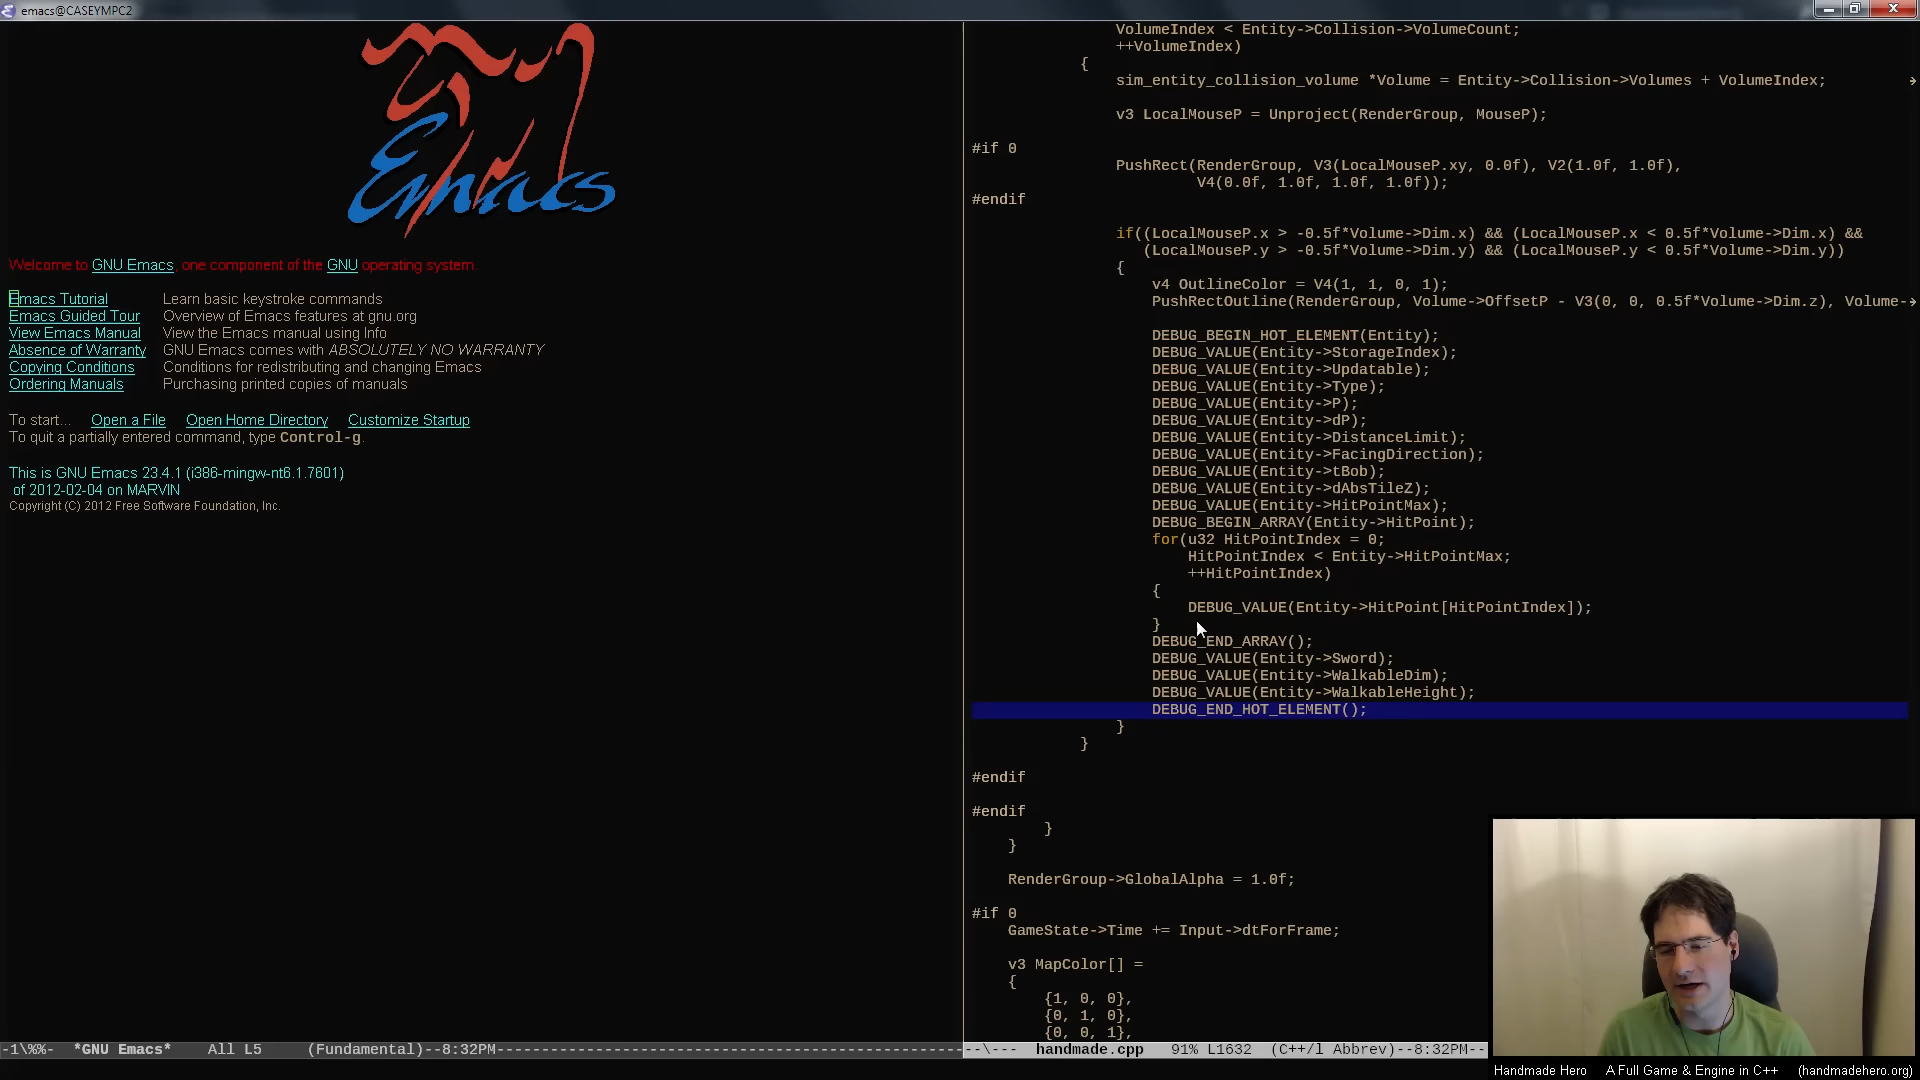 emacs@CASEYMPC2
Emacs
Welcome to GNU Emacs, one component of the GNU operating system.
Emacs Tutorial Learn basic keystroke commands
Emacs Guided Tour Overview of Emacs features at gnu.org
View Emacs Manual View the Emacs manual using Info
Absence of Warranty GNU Emacs comes with ABSOLUTELY NO WARRANTY
Copying Conditions Conditions for redistributing and changing Emacs
Ordering Manuals Purchasing printed copies of manuals
To start... Open a File Open Home Directory Customize Startup
To quit a partially entered command, type Control-g.
This is GNU Emacs 23.4.1 (i386-mingw-nt6.1.7601)
of 2012-02-04 on MARVIN
Copyright (C) 2012 Free Software Foundation, Inc.
-1\%%- *GNU Emacs* All L5 (Fundamental)--8:32PM
VolumeIndex < Entity->Collision->VolumeCount;
++VolumeIndex)
{
sim_entity_collision_volume *Volume = Entity->Collision->Volumes + VolumeIndex;
v3 LocalMouseP = Unproject(RenderGroup, MouseP);
#if 0
PushRect(RenderGroup, V3(LocalMouseP.xy, 0.0f), V2(1.0f, 1.0f),
V4(0.0f, 1.0f, 1.0f, 1.0f));
#endif
if((LocalMouseP.x > -0.5f*Volume->Dim.x) && (LocalMouseP.x < 0.5f*Volume->Dim.x) &&
(LocalMouseP.y > -0.5f*Volume->Dim.y) && (LocalMouseP.y < 0.5f*Volume->Dim.y))
{
v4 OutlineColor = V4(1, 1, 0, 1);
PushRectOutline(RenderGroup, Volume->OffsetP - V3(0, 0, 0.5f*Volume->Dim.z), Volume-
DEBUG_BEGIN_HOT_ELEMENT(Entity);
DEBUG_VALUE(Entity->StorageIndex);
DEBUG_VALUE(Entity->Updatable);
DEBUG_VALUE(Entity->Type);
DEBUG_VALUE(Entity->P);
DEBUG_VALUE(Entity->dP);
DEBUG_VALUE(Entity->DistanceLimit);
DEBUG_VALUE(Entity->FacingDirection);
DEBUG_VALUE(Entity->tBob);
DEBUG_VALUE(Entity->dAbsTileZ);
DEBUG_VALUE(Entity->HitPointMax);
DEBUG_BEGIN_ARRAY(Entity->HitPoint);
for(u32 HitPointIndex = 0;
HitPointIndex < Entity->HitPointMax;
++HitPointIndex)
{
DEBUG_VALUE(Entity->HitPoint[HitPointIndex]);
}
DEBUG_END_ARRAY();
DEBUG_VALUE(Entity->Sword);
DEBUG_VALUE(Entity->WalkableDim);
DEBUG_VALUE(Entity->WalkableHeight);
DEBUG_END_HOT_ELEMENT();
}
}
#endif
#endif
}
}
RenderGroup->GlobalAlpha = 1.0f;
#if 0
GameState->Time += Input->dtForFrame;
v3 MapColor[] =
{
{1, 0, 0},
{0, 1, 0},
{0, 0, 1},
--\--- handmade.cpp 91% L1632 (C++/l Abbrev)--8:32PM--
Handmade Hero A Full Game & Engine in C++ (handmadehero.org)